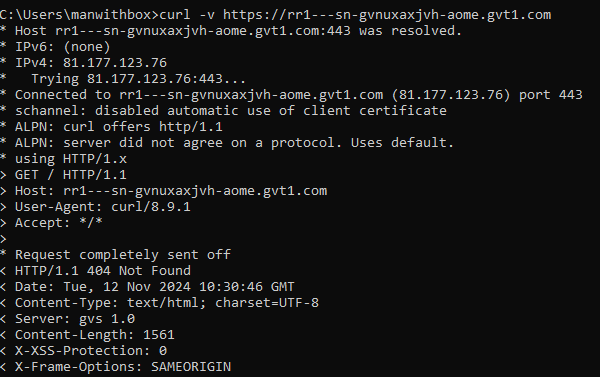 C:\Users\manwithbox>curl -v https://rr1---sn-gvnuxaxjvh-aome.gvt1.com
* Host rr1---sn-gvnuxaxjvh-aome.gvt1.com:443 was resolved.
* IPv6: (none)
* IPv4: 81.177.123.76
*   Trying 81.177.123.76:443...
* Connected to rr1---sn-gvnuxaxjvh-aome.gvt1.com (81.177.123.76) port 443
* schannel: disabled automatic use of client certificate
* ALPN: curl offers http/1.1
* ALPN: server did not agree on a protocol. Uses default.
* using HTTP/1.x
> GET / HTTP/1.1
> Host: rr1---sn-gvnuxaxjvh-aome.gvt1.com
> User-Agent: curl/8.9.1
> Accept: */*
>
* Request completely sent off
< HTTP/1.1 404 Not Found
< Date: Tue, 12 Nov 2024 10:30:46 GMT
< Content-Type: text/html; charset=UTF-8
< Server: gvs 1.0
< Content-Length: 1561
< X-XSS-Protection: 0
< X-Frame-Options: SAMEORIGIN